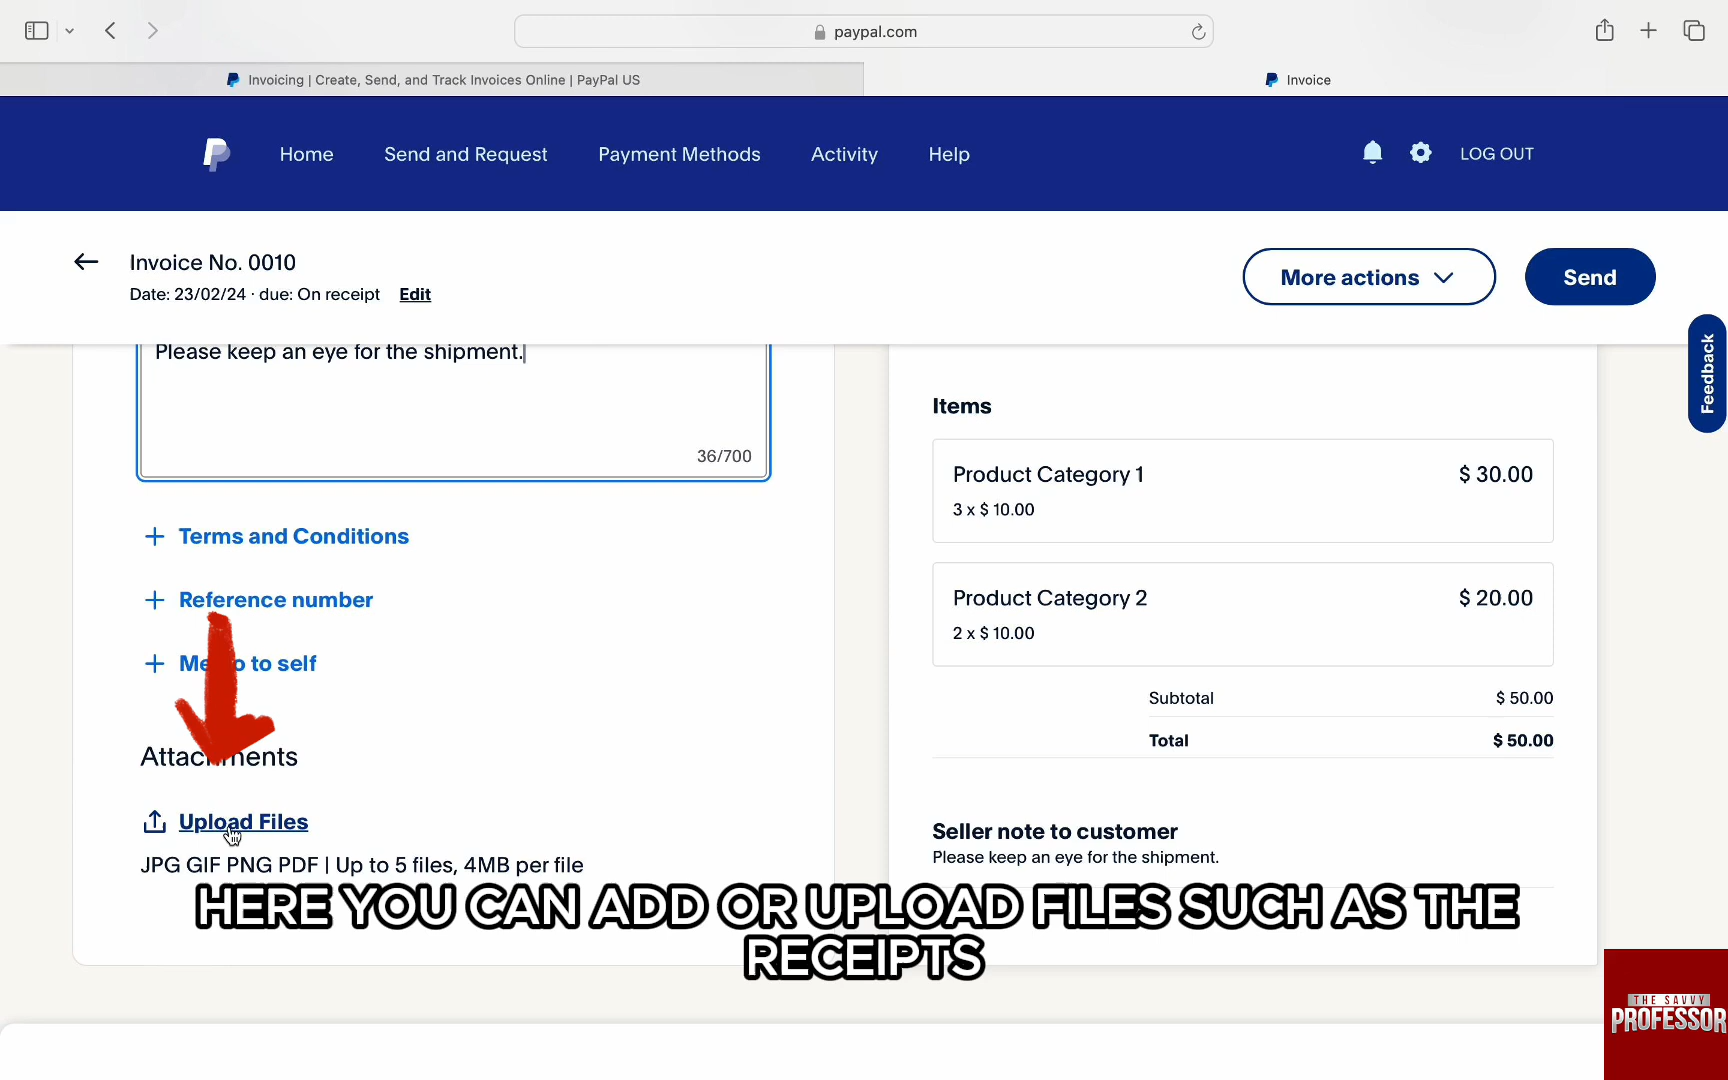 paypal.com
Invoicing | Create, Send, and Track Invoices Online | PayPal US
Invoice
Home
Send and Request
Payment Methods
Activity
Help
LOG OUT
Invoice No. 0010
Date: 23/02/24 · due: On receipt Edit
More actions
Send
Feedback
Please keep an eye for the shipment.
36/700
+ Terms and Conditions
+ Reference number
+ Memo to self
Attachments
Upload Files
JPG GIF PNG PDF | Up to 5 files, 4MB per file
Items
Product Category 1 $ 30.00
3 x $ 10.00
Product Category 2 $ 20.00
2 x $ 10.00
Subtotal $ 50.00
Total $ 50.00
Seller note to customer
Please keep an eye for the shipment.
HERE YOU CAN ADD OR UPLOAD FILES SUCH AS THE
RECEIPTS
THE SAVVY
PROFESSOR